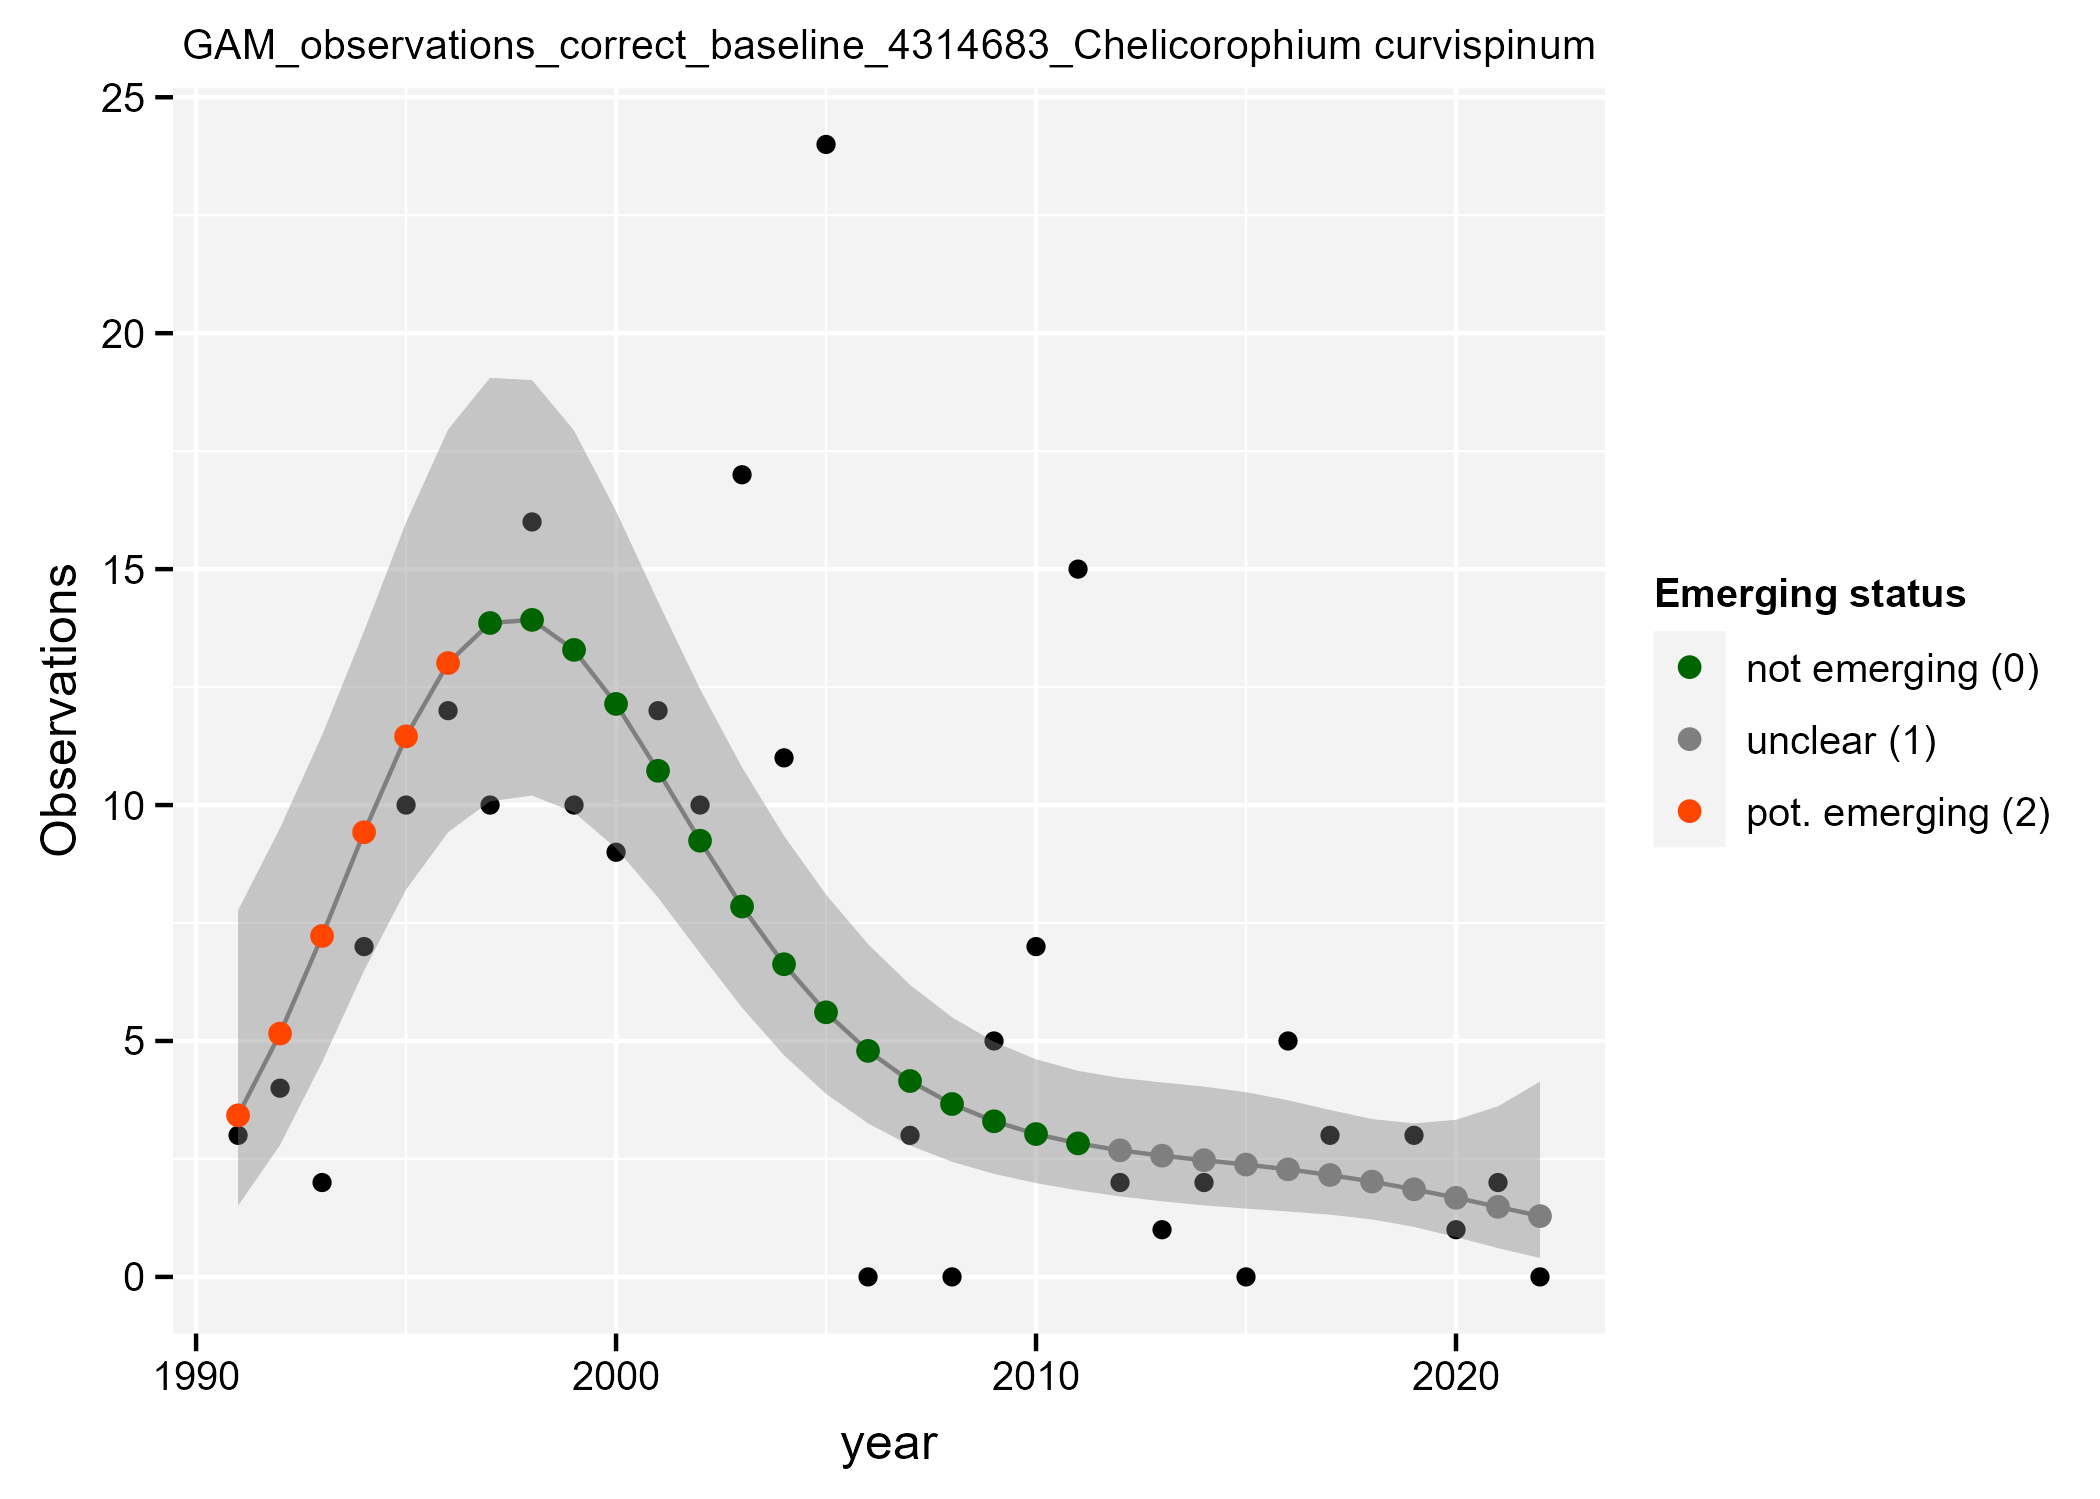 GAM_observations_correct_baseline_4314683_Chelicorophium curvispinum
25
20
15
10
5
0
Observations
1990
2000
2010
2020
year
Emerging status
not emerging (0)
unclear (1)
pot. emerging (2)